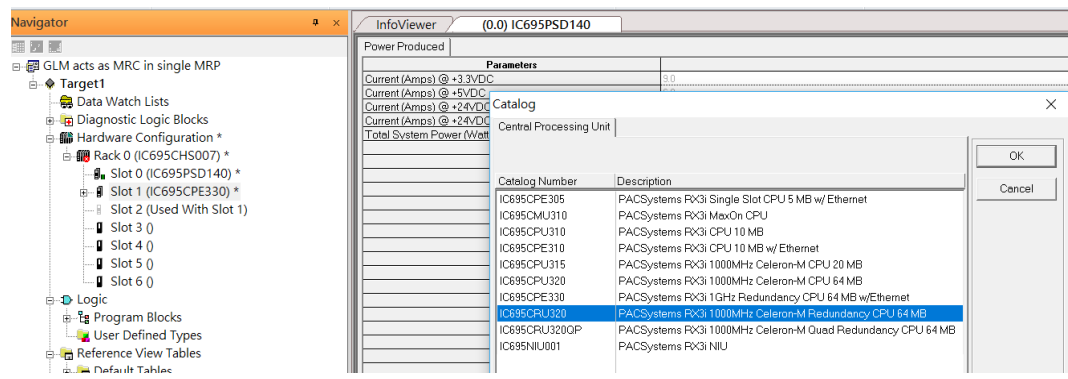 Navigator
InfoViewer
(0.0) IC695PSD140
Power Produced
GLM acts as MRC in single MRP
Target1
Data Watch Lists
Diagnostic Logic Blocks
Hardware Configuration *
Rack 0 (IC695CHS007) *
Slot 0 (IC695PSD140) *
Slot 1 (IC695CPE330) *
Slot 2 (Used With Slot 1)
Slot 3 ()
Slot 4 ()
Slot 5 ()
Slot 6 ()
Logic
Program Blocks
User Defined Types
Reference View Tables
Default Tables
Parameters
Current (Amps) @ +3.3VDC 9.0
Current (Amps) @ +5VDC
Current (Amps) @ +24VDC
Current (Amps) @ +24VDC
Total System Power (Watt
Catalog
Central Processing Unit
OK
Cancel
Catalog Number Description
IC695CPE305 PACSystems RX3i Single Slot CPU 5 MB w/ Ethernet
IC695CMU310 PACSystems RX3i MaxOn CPU
IC695CPU310 PACSystems RX3i CPU 10 MB
IC695CPE310 PACSystems RX3i CPU 10 MB w/ Ethernet
IC695CPU315 PACSystems RX3i 1000MHz Celeron-M CPU 20 MB
IC695CPU320 PACSystems RX3i 1000MHz Celeron-M CPU 64 MB
IC695CPE330 PACSystems RX3i 1GHz Redundancy CPU 64 MB w/Ethernet
IC695CRU320 PACSystems RX3i 1000MHz Celeron-M Redundancy CPU 64 MB
IC695CRU320QP PACSystems RX3i 1000MHz Celeron-M Quad Redundancy CPU 64 MB
IC695NIU001 PACSystems RX3i NIU